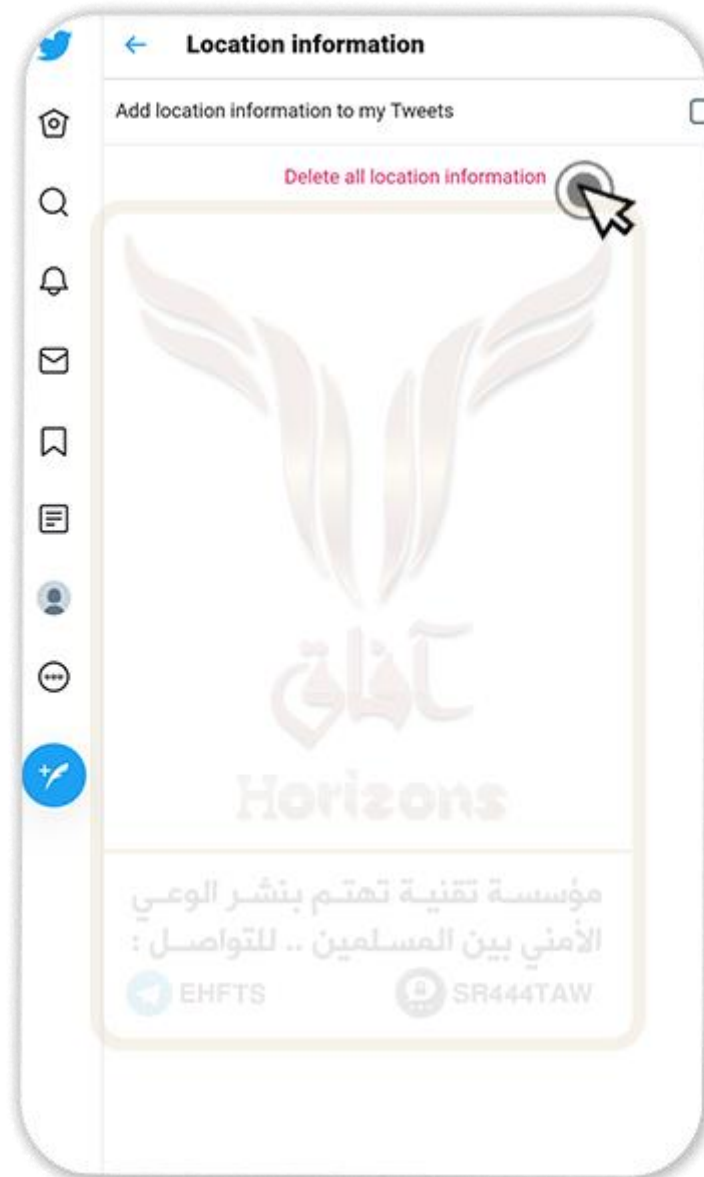 Location information
Add location information to my Tweets
Delete all location information
آفاق
Horizons
مؤسسة تقنية تهتم بنشر الوعي
الأمني بين المسلمين .. للتواصل :
EHFTS
SR444TAW